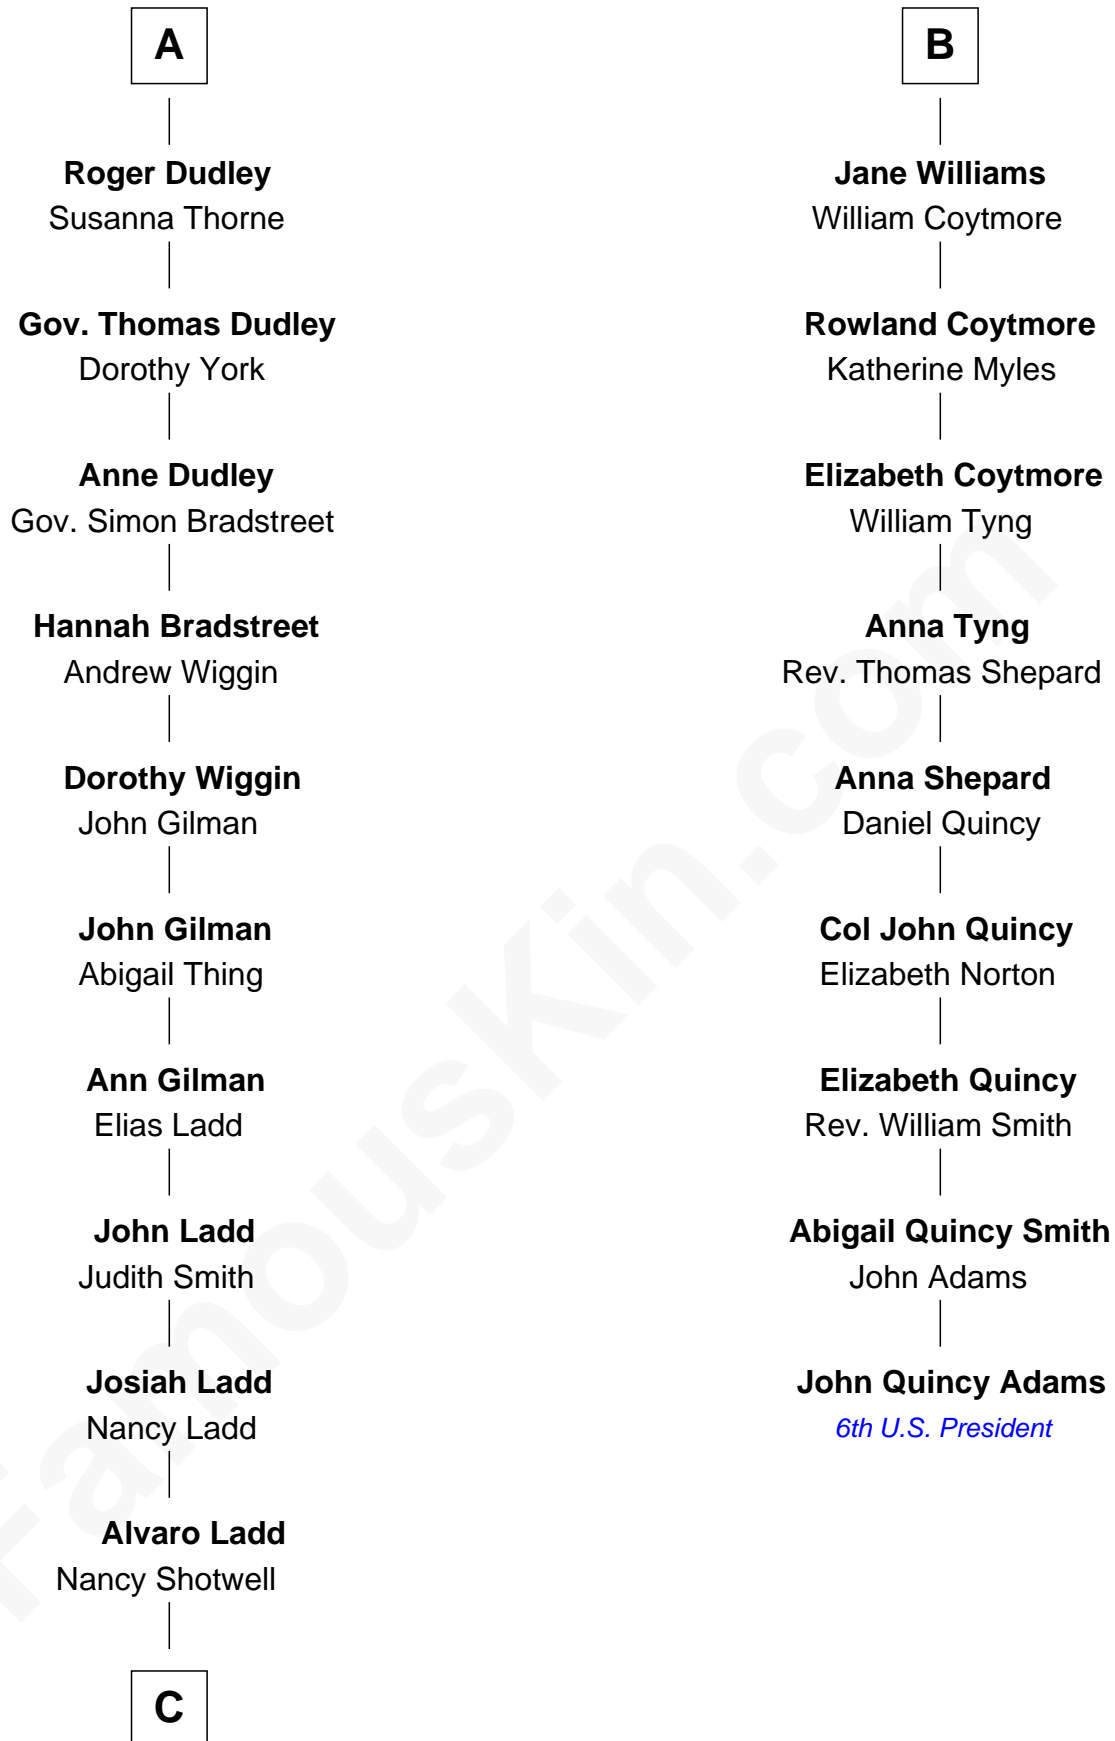 A
Roger Dudley
Susanna Thorne
Gov. Thomas Dudley
Dorothy York
Anne Dudley
Gov. Simon Bradstreet
Hannah Bradstreet
Andrew Wiggin
Dorothy Wiggin
John Gilman
John Gilman
Abigail Thing
Ann Gilman
Elias Ladd
John Ladd
Judith Smith
Josiah Ladd
Nancy Ladd
Alvaro Ladd
Nancy Shotwell
C
B
Jane Williams
William Coytmore
Rowland Coytmore
Katherine Myles
Elizabeth Coytmore
William Tyng
Anna Tyng
Rev. Thomas Shepard
Anna Shepard
Daniel Quincy
Col John Quincy
Elizabeth Norton
Elizabeth Quincy
Rev. William Smith
Abigail Quincy Smith
John Adams
John Quincy Adams
6th U.S. President
FamousKin.com